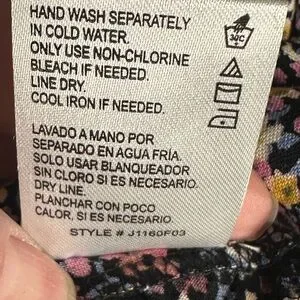 HAND WASH SEPARATELY
IN COLD WATER.
ONLY USE NON-CHLORINE
BLEACH IF NEEDED.
LINE DRY.
COOL IRON IF NEEDED.
LAVADO A MANO POR
SEPARADO EN AGUA FRÍA.
SOLO USAR BLANQUEADOR
SIN CLORO SI ES NECESARIO.
DRY LINE.
PLANCHAR CON POCO
CALOR, SI ES NECESARIO.
STYLE # J1160F03